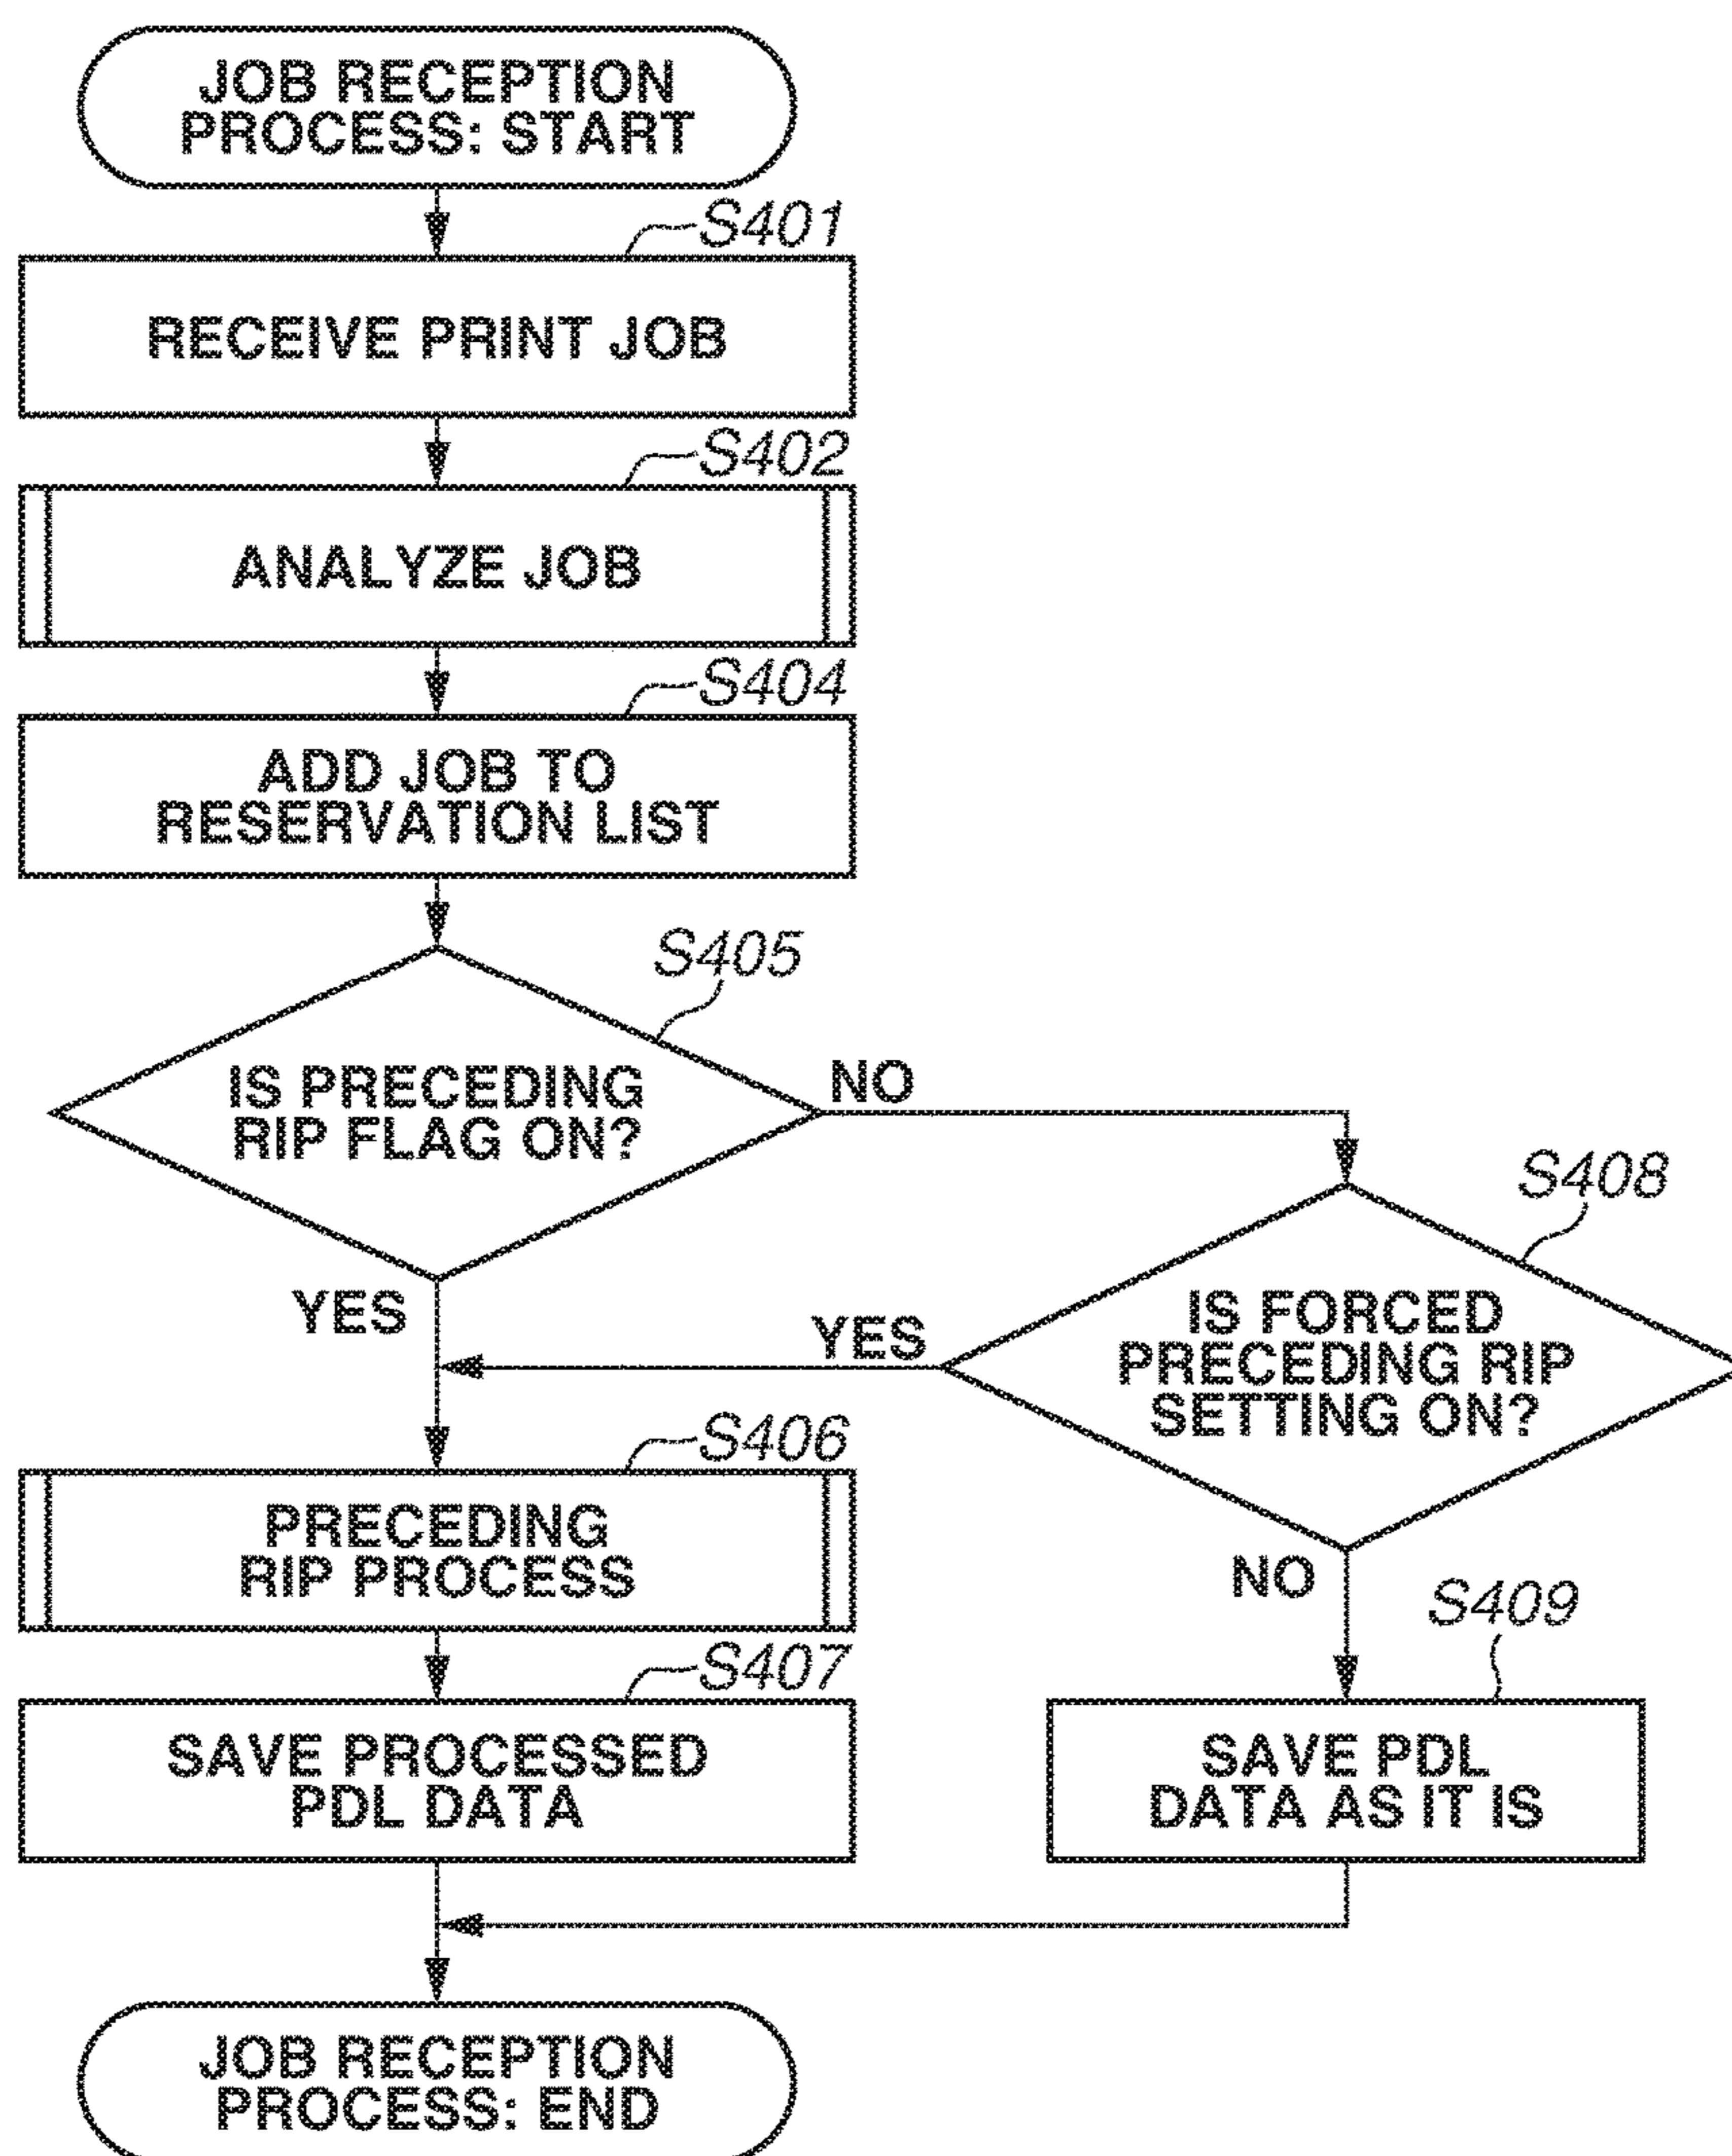 JOB RECEPTION
PROCESS: START
S401
RECEIVE PRINT JOB
S402
ANALYZE JOB
S404
ADD JOB TO
RESERVATION LIST
S405
IS PRECEDING
RIP FLAG ON?
NO
YES
S408
IS FORCED
PRECEDING RIP
SETTING ON?
YES
NO
S406
PRECEDING
RIP PROCESS
S407
SAVE PROCESSED
PDL DATA
S409
SAVE PDL
DATA AS IT IS
JOB RECEPTION
PROCESS: END